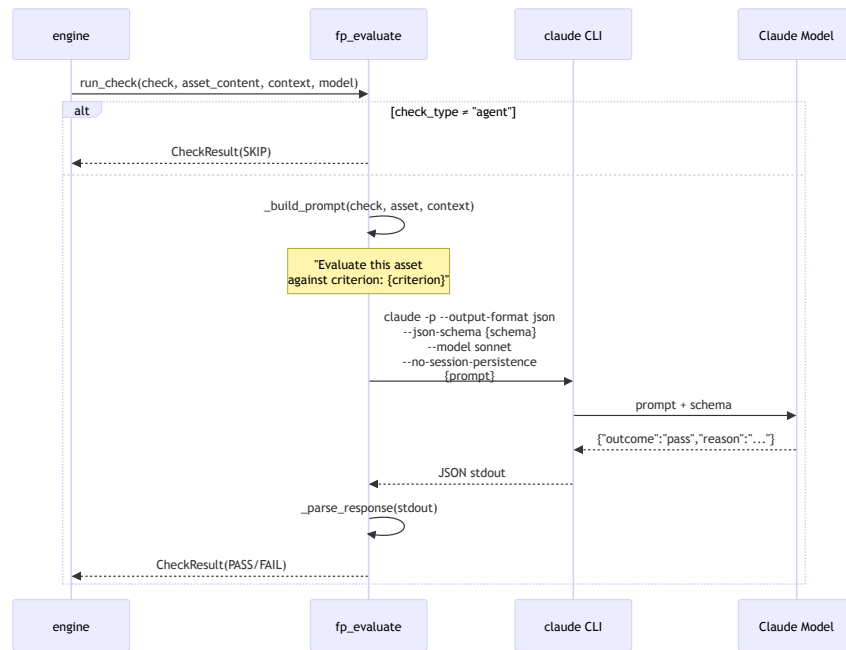 engine
fp_evaluate
claude CLI
Claude Model
run_check(check, asset_content, context, model)
alt
[check_type ≠ "agent"]
CheckResult(SKIP)
_build_prompt(check, asset, context)
"Evaluate this asset
against criterion: {criterion}"
claude -p --output-format json
--json-schema {schema}
--model sonnet
--no-session-persistence
{prompt}
prompt + schema
{"outcome":"pass","reason":"..."}
JSON stdout
_parse_response(stdout)
CheckResult(PASS/FAIL)
engine
fp_evaluate
claude CLI
Claude Model